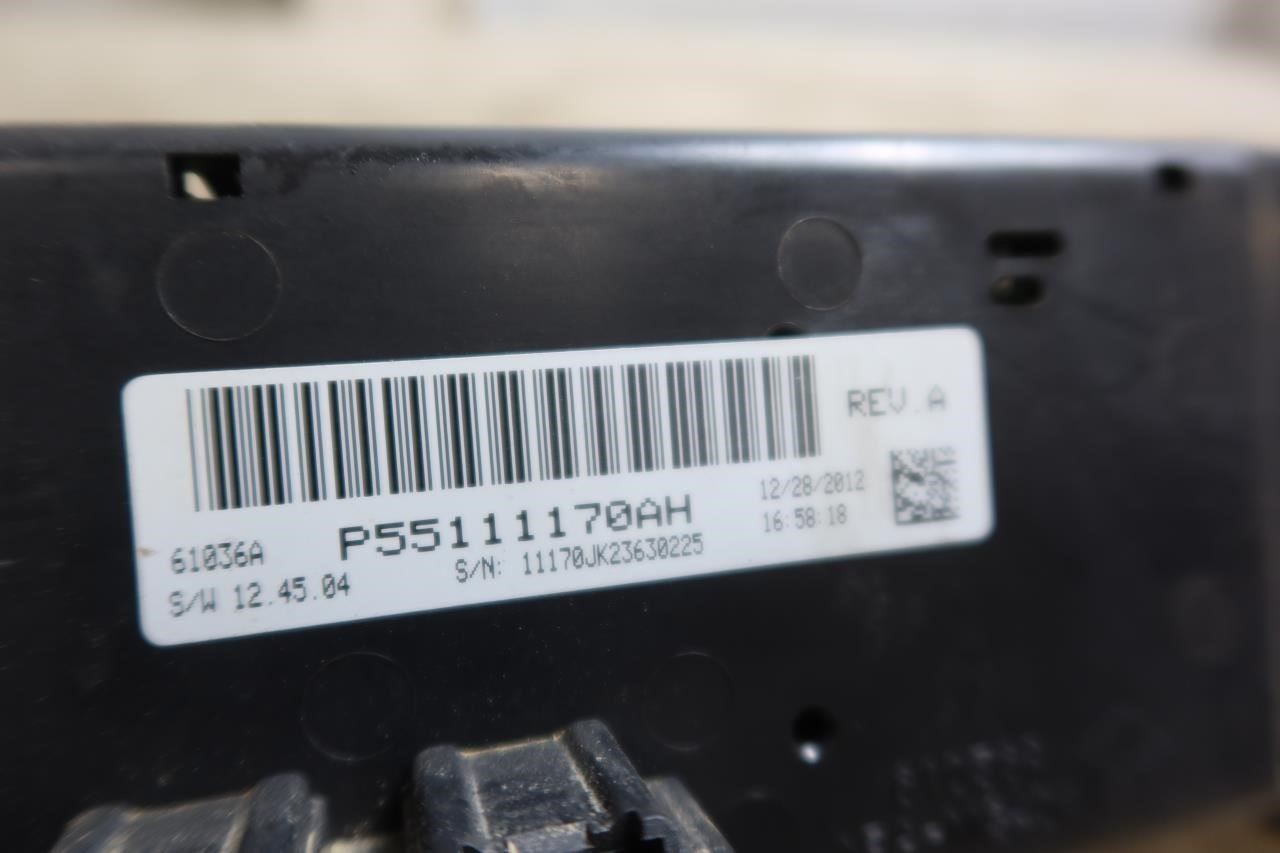 REV.A
12/28/2012
16:58:18
P55111170AH
61036A
S/N: 11170JK23630225
S/W 12.45.04